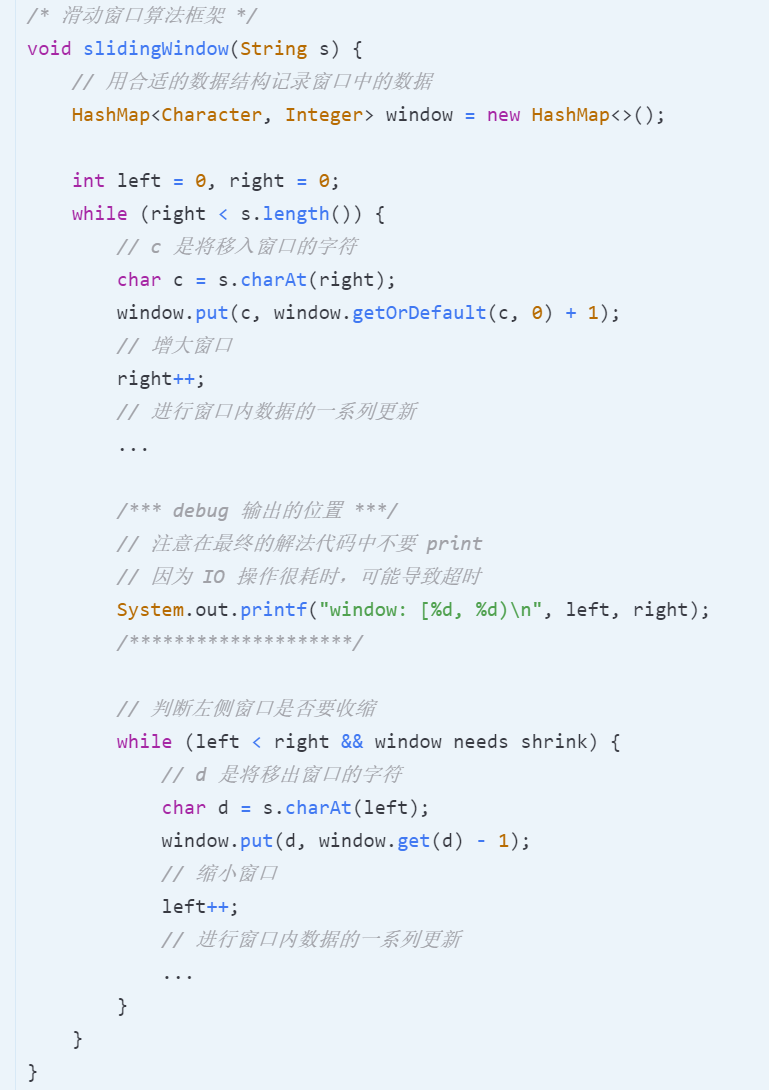 /* 滑动窗口算法框架 */
void slidingWindow(String s) {
    // 用合适的数据结构记录窗口中的数据
    HashMap<Character, Integer> window = new HashMap<>();

    int left = 0, right = 0;
    while (right < s.length()) {
        // c 是将移入窗口的字符
        char c = s.charAt(right);
        window.put(c, window.getOrDefault(c, 0) + 1);
        // 增大窗口
        right++;
        // 进行窗口内数据的一系列更新
        ...

        /*** debug 输出的位置 ***/
        // 注意在最终的解法代码中不要 print
        // 因为 IO 操作很耗时，可能导致超时
        System.out.printf("window: [%d, %d)\n", left, right);
        /********************/

        // 判断左侧窗口是否要收缩
        while (left < right && window needs shrink) {
            // d 是将移出窗口的字符
            char d = s.charAt(left);
            window.put(d, window.get(d) - 1);
            // 缩小窗口
            left++;
            // 进行窗口内数据的一系列更新
            ...
        }
    }
}